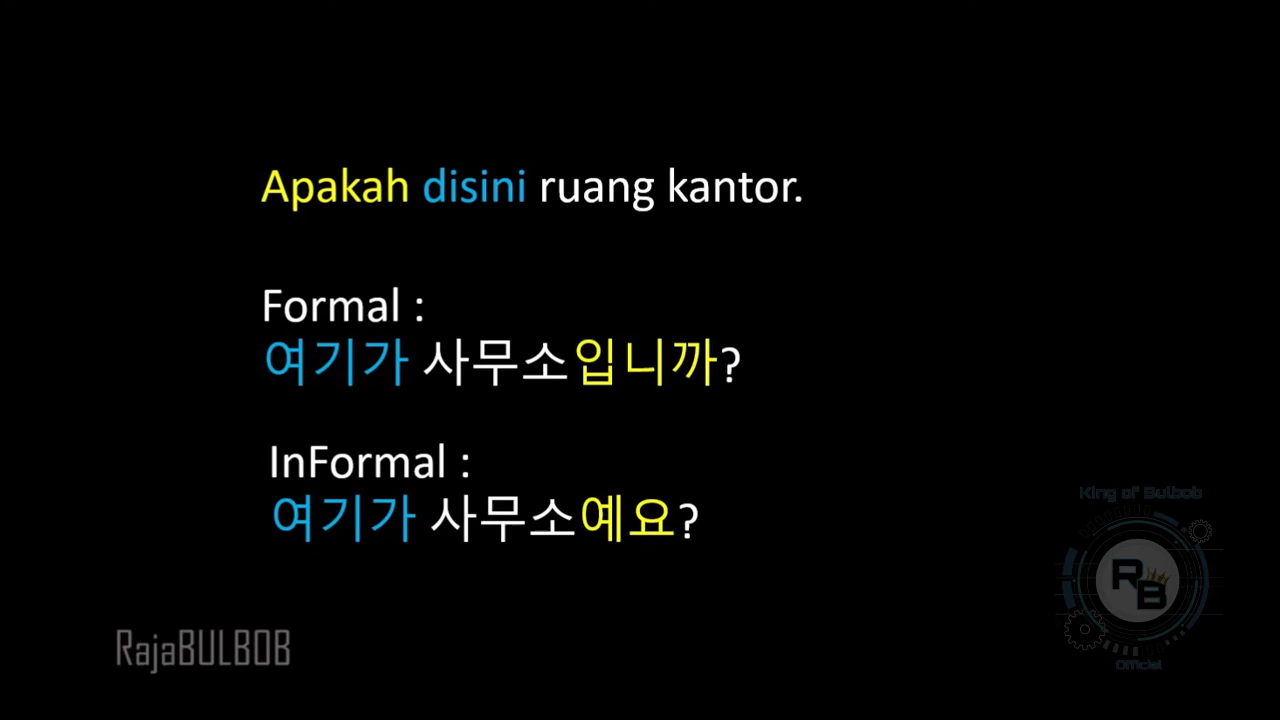 Apakah disini ruang kantor.
Formal :
여기가 사무소입니까?
InFormal :
여기가 사무소예요?
King of Bulbob
RB
Official
RajaBULBOB